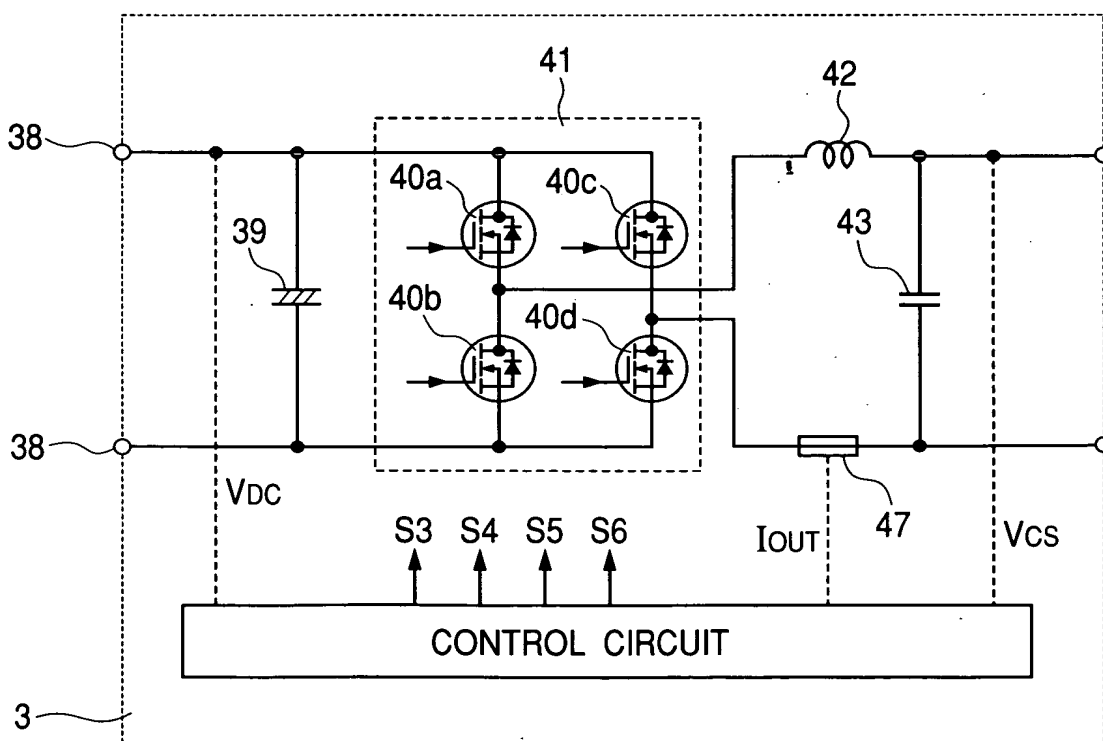 41
42
38
40a
40c
39
43
40b
40d
38
VDC
47
S3 S4 S5 S6
IOUT
VCS
CONTROL CIRCUIT
3